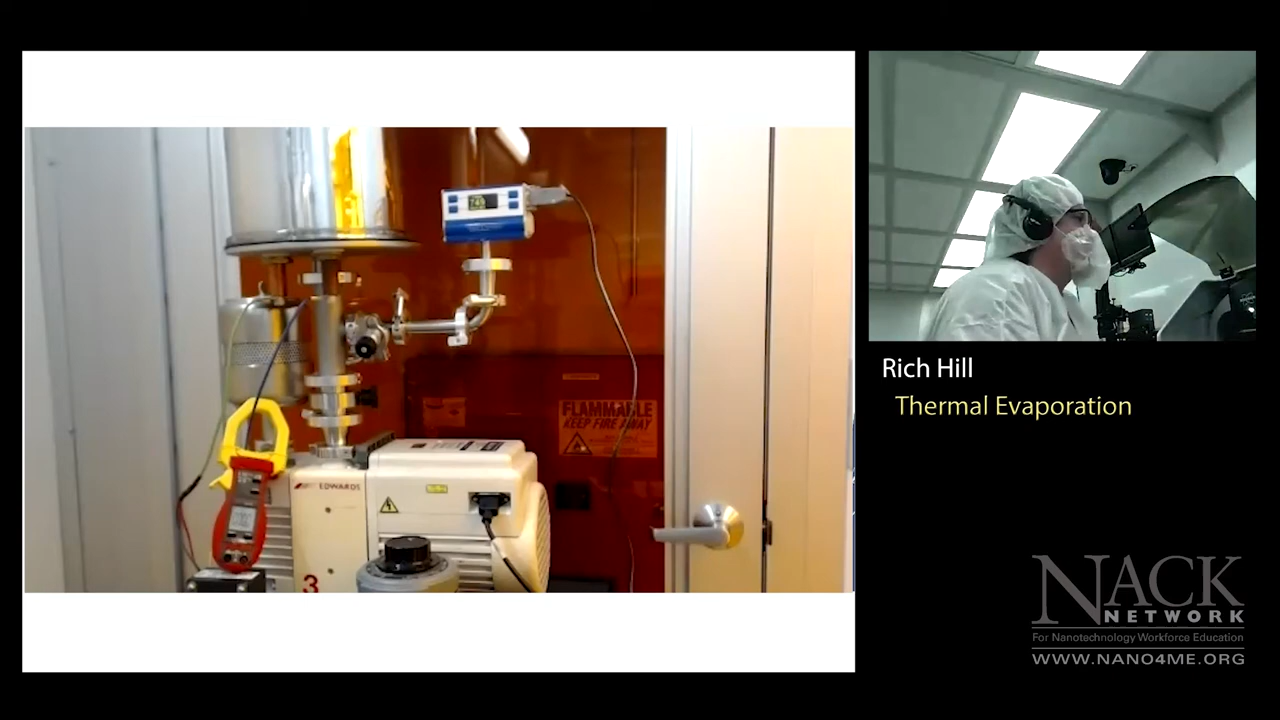 EDWARDS
FLAMMABLE
KEEP FIRE AWAY
3
Rich Hill
Thermal Evaporation
NACK
NETWORK
For Nanotechnology Workforce Education
WWW.NANO4ME.ORG